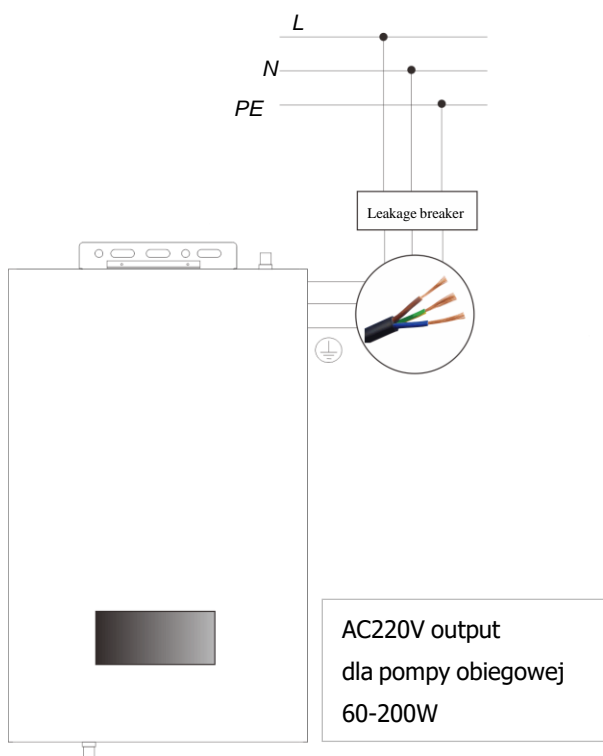 L
N
PE
Leakage breaker
AC220V output
dla pompy obiegowej
60-200W